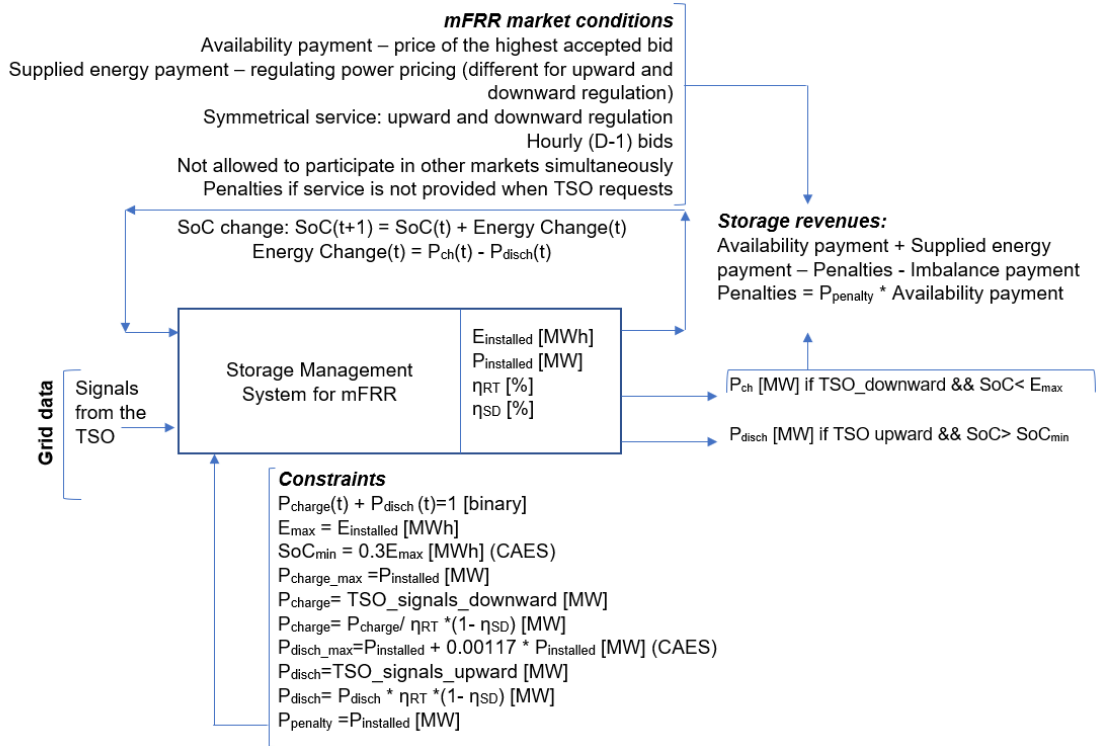 mFRR market conditions
Availability payment – price of the highest accepted bid
Supplied energy payment – regulating power pricing (different for upward and
downward regulation)
Symmetrical service: upward and downward regulation
Hourly (D-1) bids
Not allowed to participate in other markets simultaneously
Penalties if service is not provided when TSO requests
SoC change: SoC(t+1) = SoC(t) + Energy Change(t)
Energy Change(t) = Pch(t) - Pdisch(t)
Storage revenues:
Availability payment + Supplied energy
payment – Penalties - Imbalance payment
Penalties = Ppenalty * Availability payment
Grid data
Signals
from the
TSO
Storage Management
System for mFRR
Einstalled [MWh]
Pinstalled [MW]
ηRT [%]
ηSD [%]
Pch [MW] if TSO_downward && SoC< Emax
Pdisch [MW] if TSO upward && SoC> SoCmin
Constraints
Pcharge(t) + Pdisch (t)=1 [binary]
Emax = Einstalled [MWh]
SoCmin = 0.3Emax [MWh] (CAES)
Pcharge_max =Pinstalled [MW]
Pcharge= TSO_signals_downward [MW]
Pcharge= Pcharge/ ηRT *(1- ηSD) [MW]
Pdisch_max=Pinstalled + 0.00117 * Pinstalled [MW] (CAES)
Pdisch=TSO_signals_upward [MW]
Pdisch= Pdisch * ηRT *(1- ηSD) [MW]
Ppenalty =Pinstalled [MW]